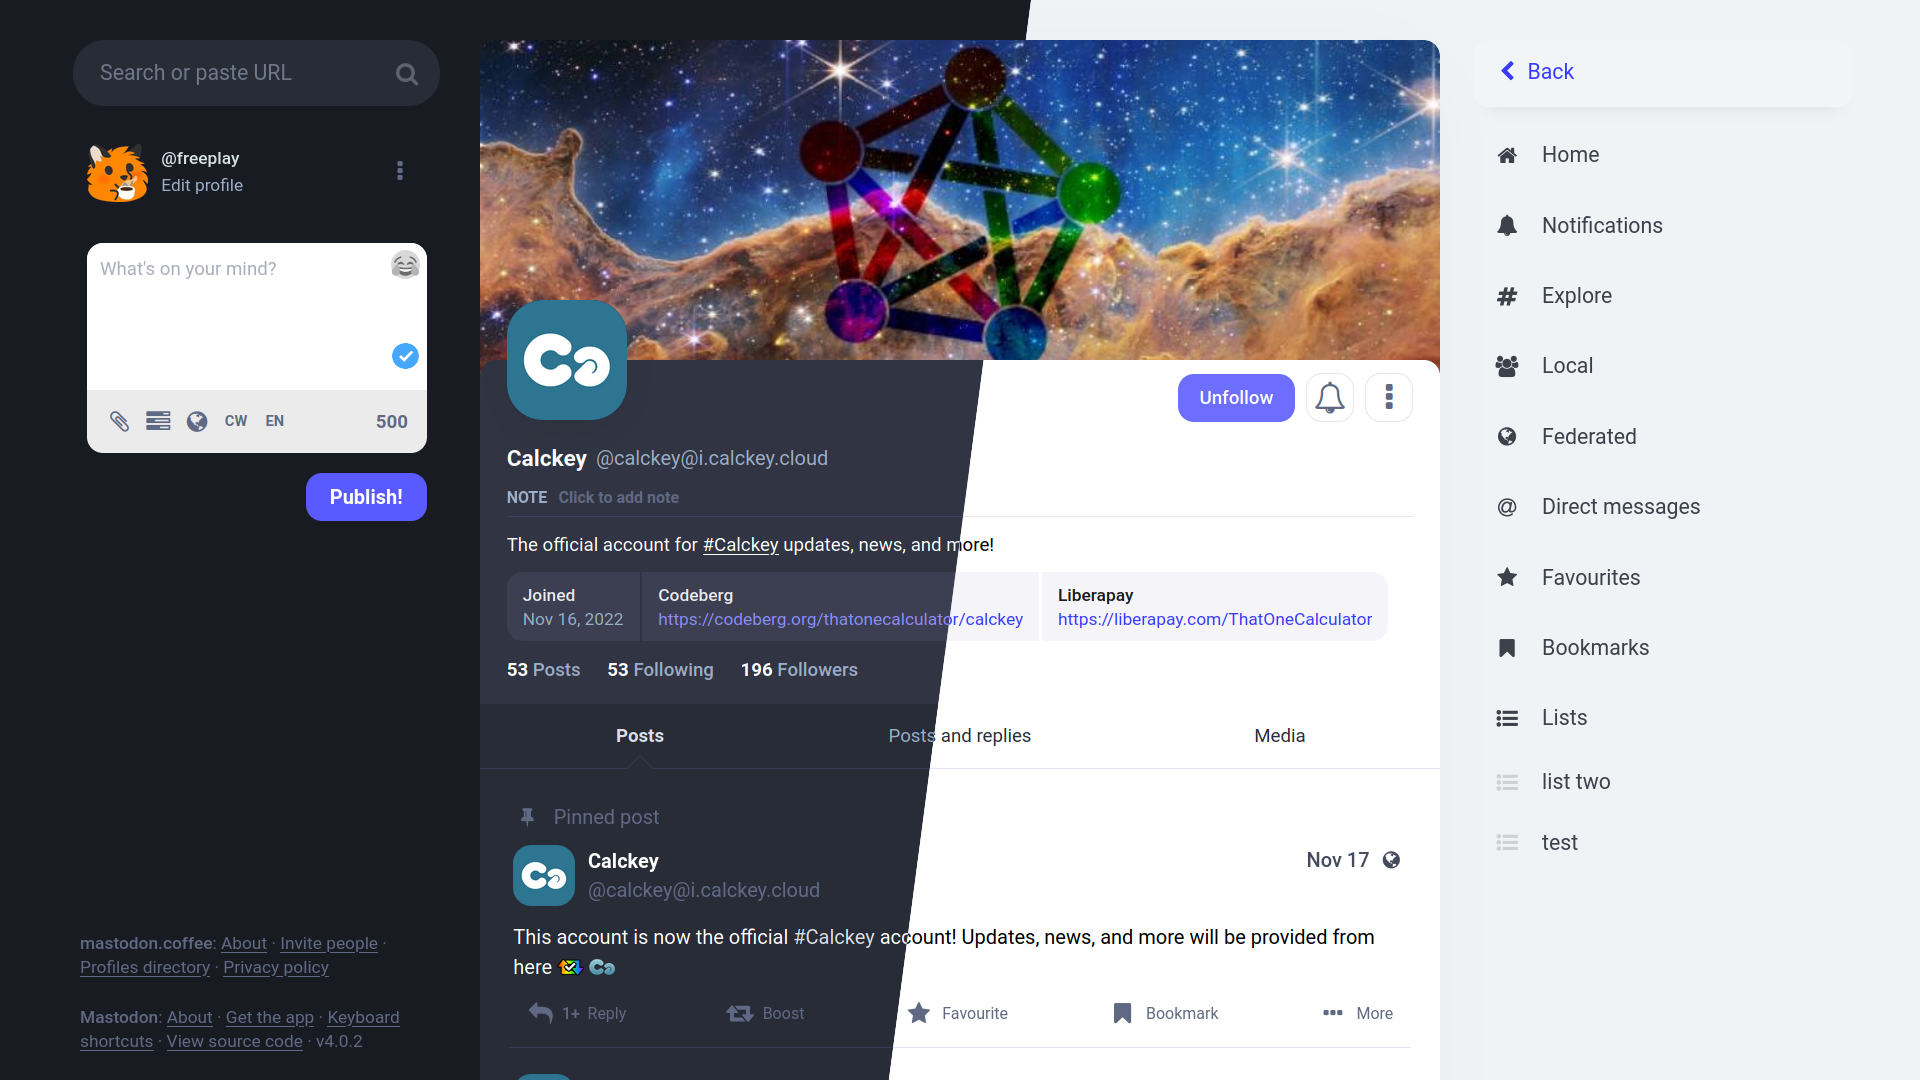 Search or paste URL
@freeplay
Edit profile
What's on your mind?
CW EN 500
Publish!
mastodon.coffee: About · Invite people ·
Profiles directory · Privacy policy
Mastodon: About · Get the app · Keyboard
shortcuts · View source code · v4.0.2
Unfollow
Calckey @calckey@i.calckey.cloud
NOTE Click to add note
The official account for #Calckey updates, news, and more!
Joined
Nov 16, 2022
Codeberg
https://codeberg.org/thatonecalculator/calckey
Liberapay
https://liberapay.com/ThatOneCalculator
53 Posts 53 Following 196 Followers
Posts Posts and replies Media
Pinned post
Calckey
@calckey@i.calckey.cloud
Nov 17
This account is now the official #Calckey account! Updates, news, and more will be provided from
here
1+ Reply Boost Favourite Bookmark More
Back
Home
Notifications
Explore
Local
Federated
Direct messages
Favourites
Bookmarks
Lists
list two
test